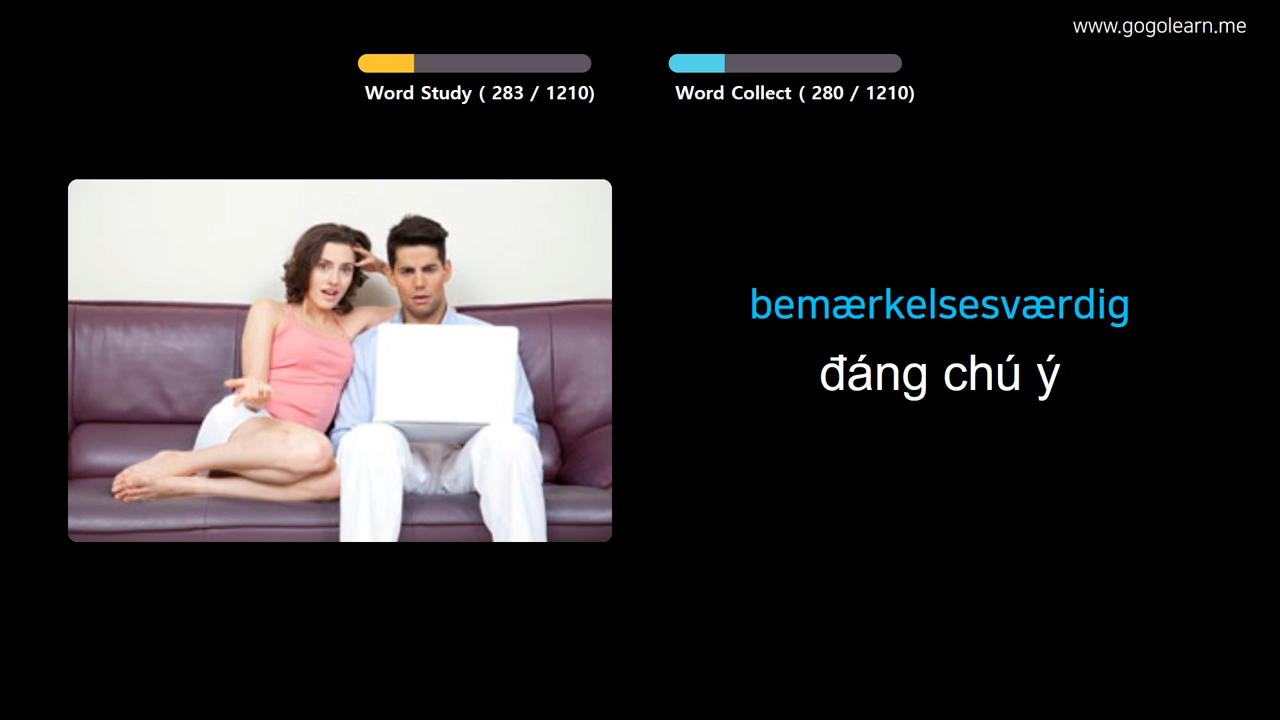 www.gogolearn.me
Word Study ( 283 / 1210)
Word Collect ( 280 / 1210)
bemærkelsesværdig
đáng chú ý